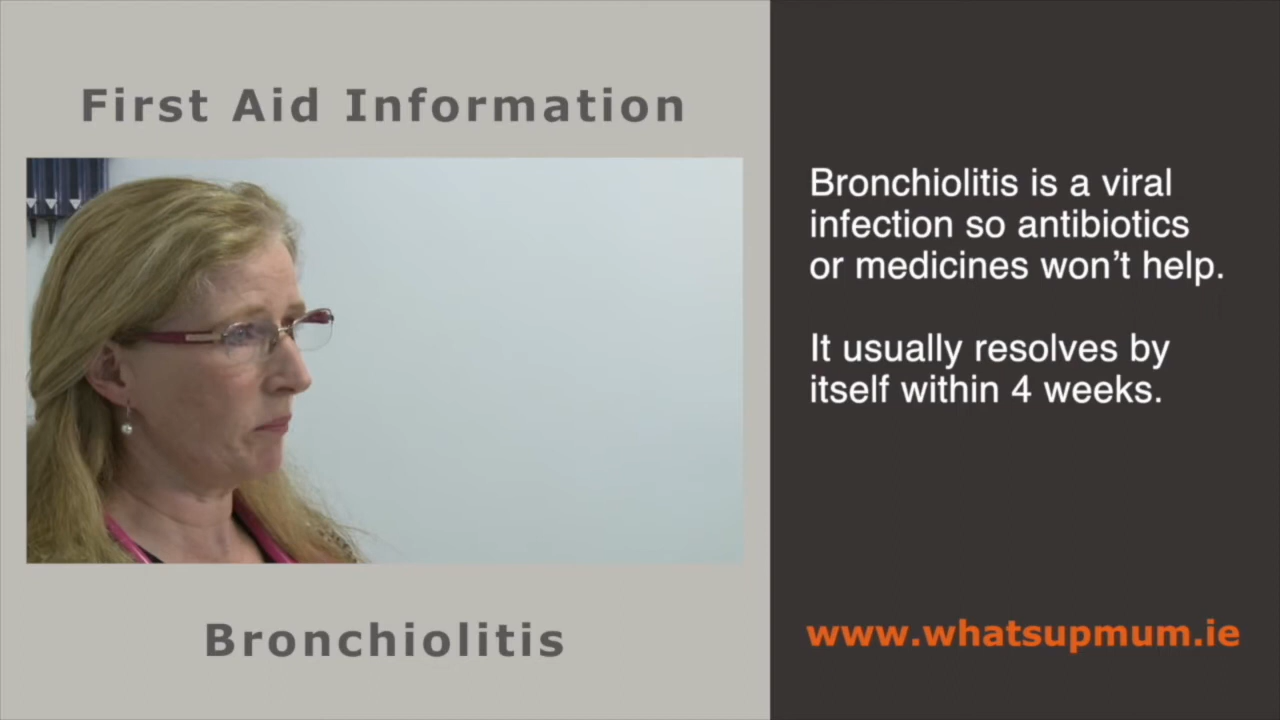 First Aid Information
Bronchiolitis is a viral
infection so antibiotics
or medicines won’t help.
It usually resolves by
itself within 4 weeks.
Bronchiolitis
www.whatsupmum.ie